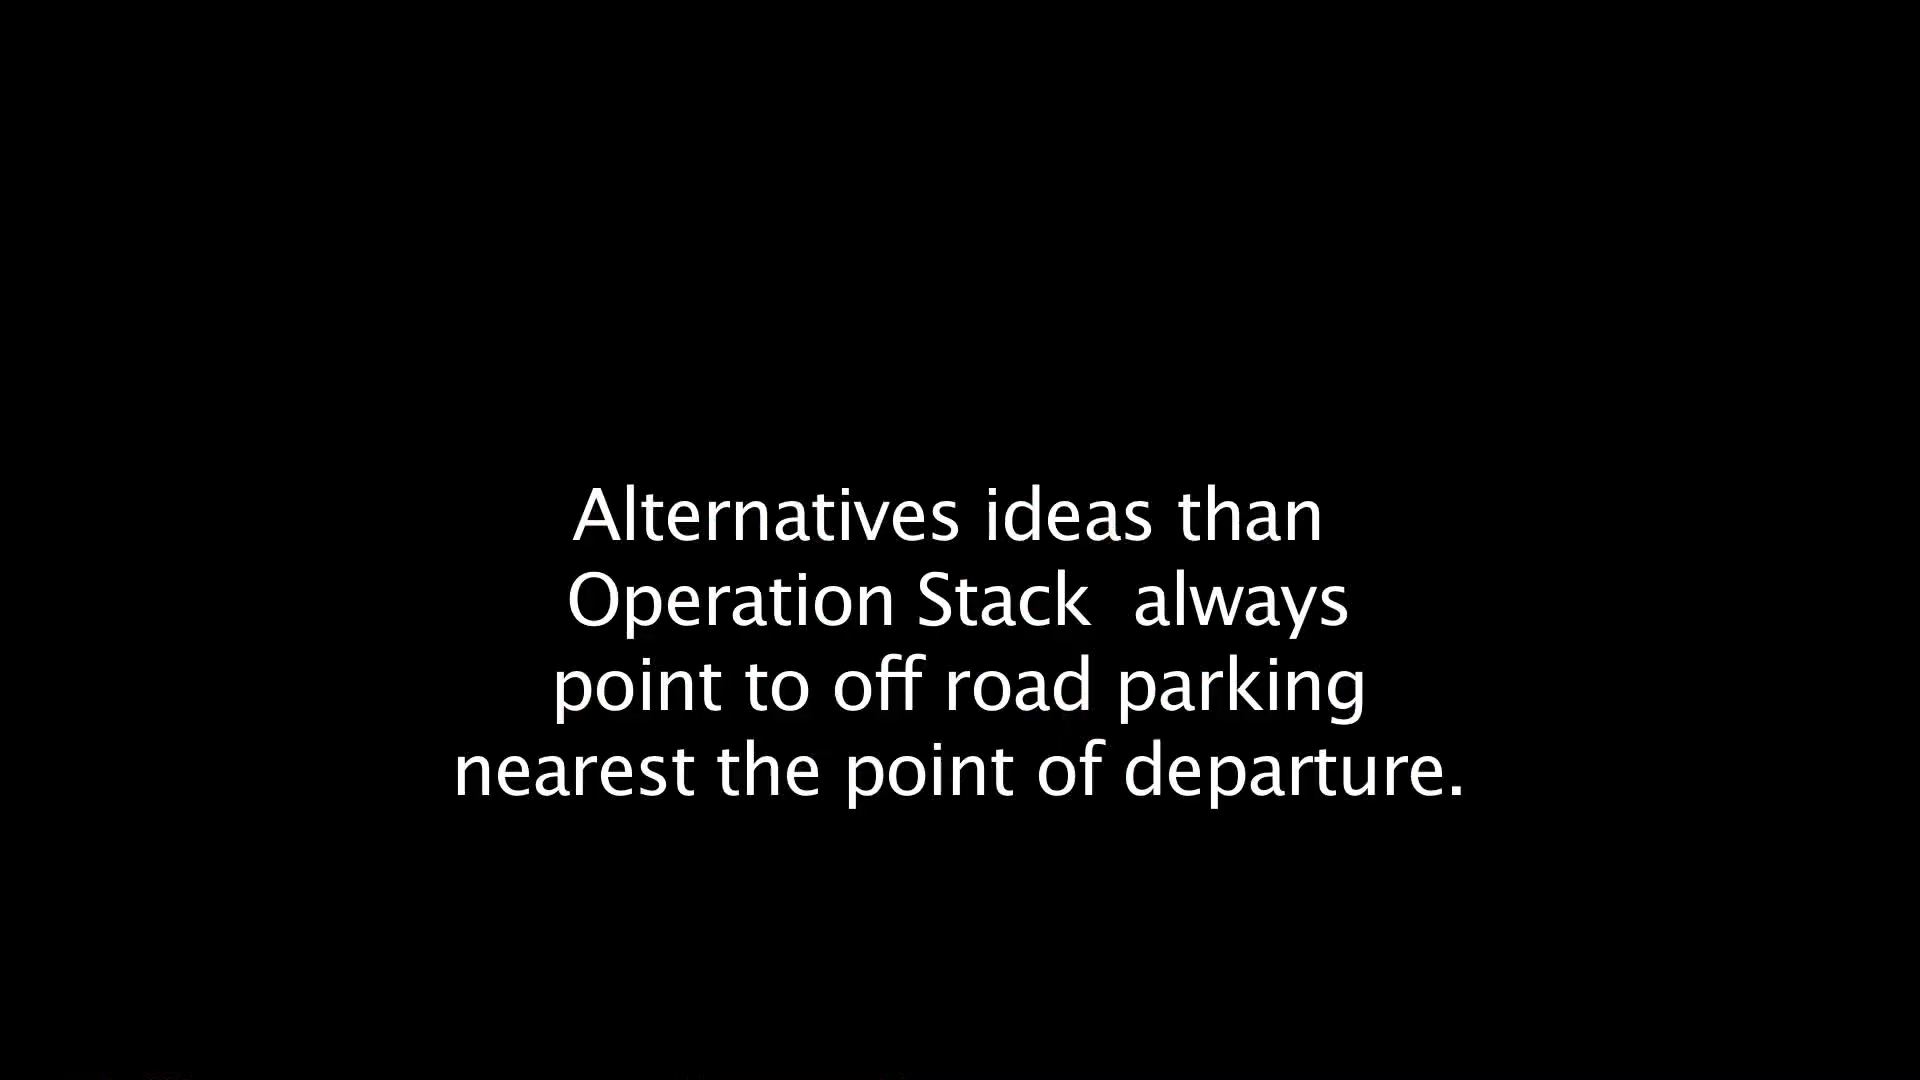 Alternatives ideas than
Operation Stack  always
point to off road parking
nearest the point of departure.